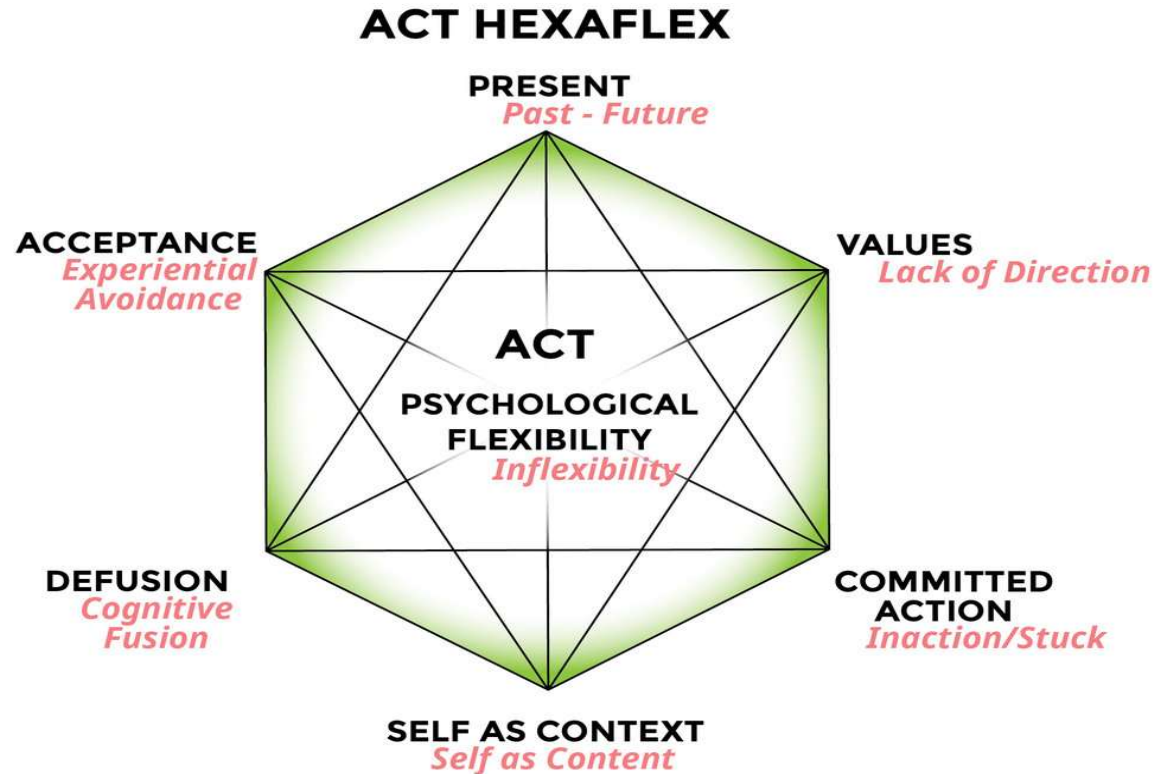 ACT HEXAFLEX
PRESENT
Past - Future
ACCEPTANCE
Experiential
Avoidance
VALUES
Lack of Direction
ACT
PSYCHOLOGICAL
FLEXIBILITY
Inflexibility
DEFUSION
Cognitive
Fusion
COMMITTED
ACTION
Inaction/Stuck
SELF AS CONTEXT
Self as Content